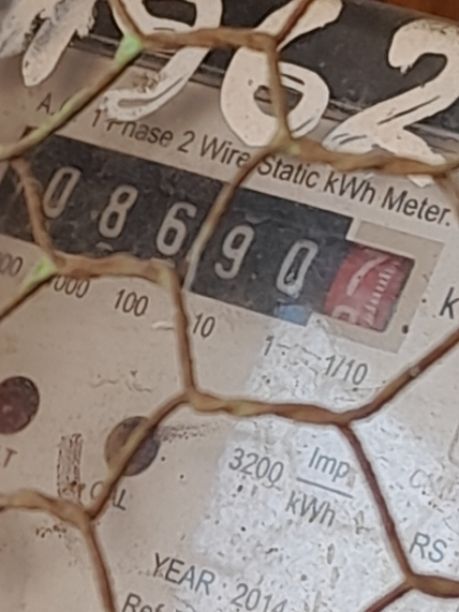 962
A.C. 1 Phase 2 Wire Static kWh Meter.
08690
100 10 1 1/10
3200 Imp
kWh
RS
YEAR : 2014
Ref